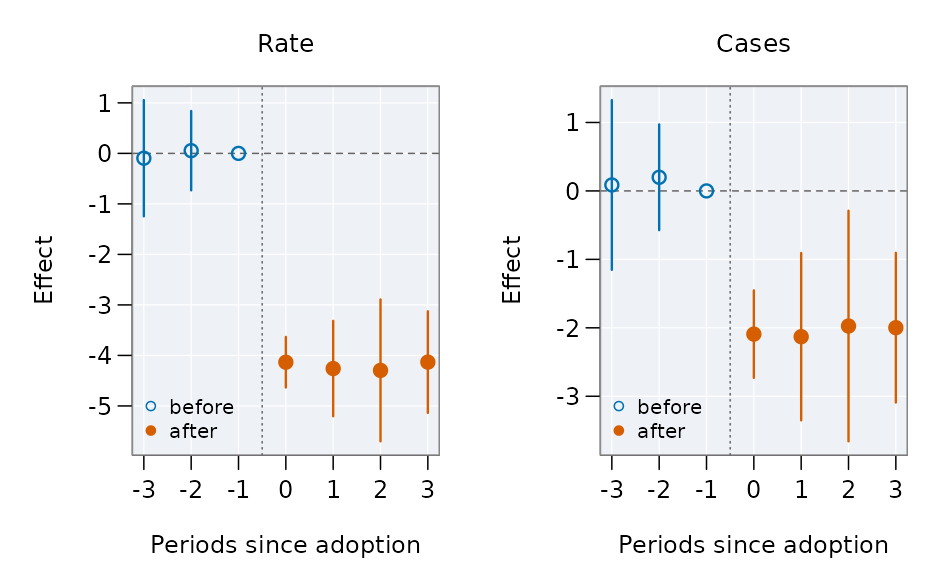 Rate
Effect
1
0
-1
-2
-3
-4
-5
before
after
-3 -2 -1 0 1 2 3
Periods since adoption
Cases
Effect
1
0
-1
-2
-3
before
after
-3 -2 -1 0 1 2 3
Periods since adoption